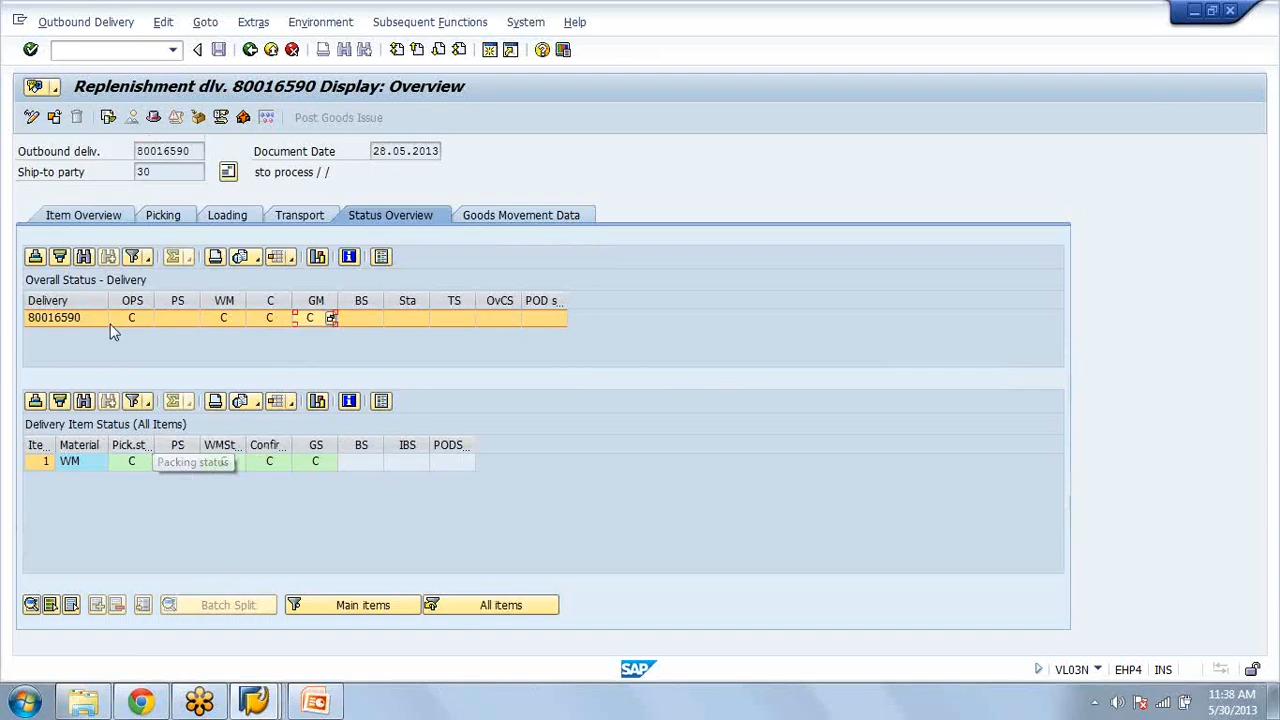 Outbound Delivery Edit Goto Extras Environment Subsequent Functions System Help
Replenishment dlv. 80016590 Display: Overview
Post Goods Issue
Outbound deliv. 80016590 Document Date 28.05.2013
Ship-to party 30 sto process / /
Item Overview Picking Loading Transport Status Overview Goods Movement Data
Overall Status - Delivery
Delivery OPS PS WM C GM BS Sta TS OvCS POD s..
80016590 C C C C
Delivery Item Status (All Items)
Ite... Material Pick.st... PS WMSt... Confir... GS BS IBS PODS...
1 WM C C C C
Packing status
Batch Split Main items All items
SAP
VL03N EHP4 INS
11:38 AM
5/30/2013